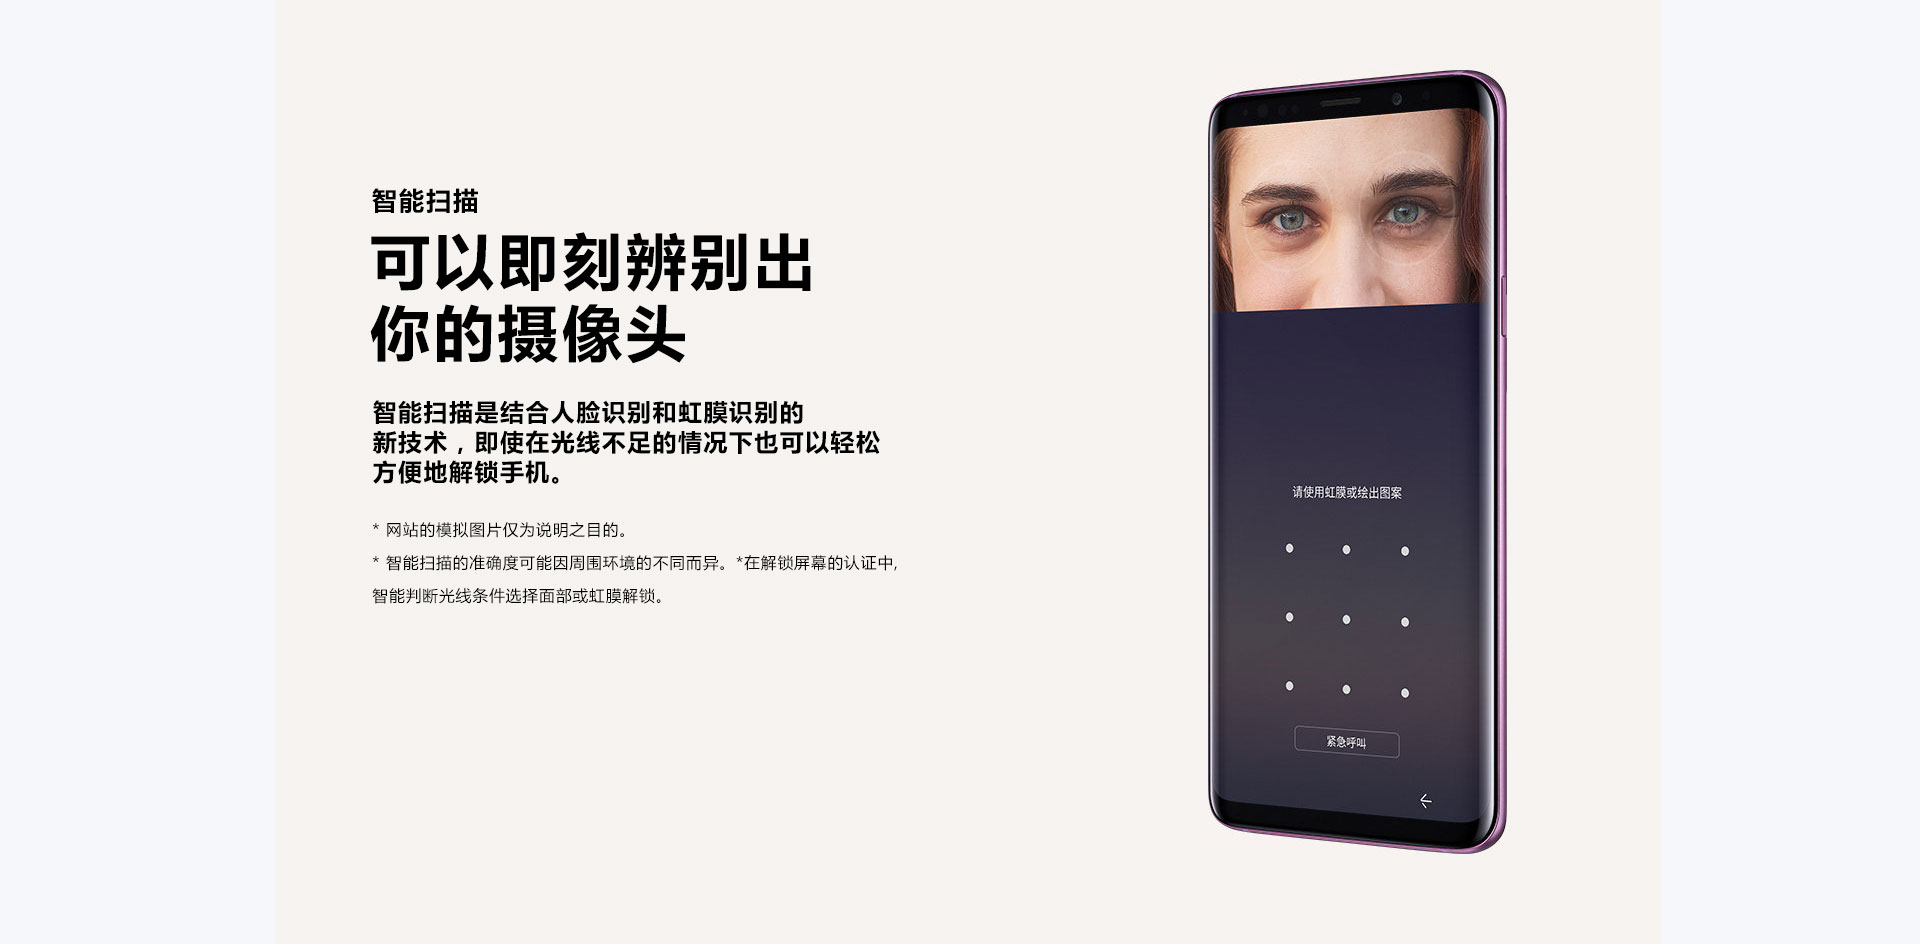 智能扫描
可以即刻辨别出
你的摄像头
智能扫描是结合人脸识别和虹膜识别的
新技术，即使在光线不足的情况下也可以轻松
方便地解锁手机。
* 网站的模拟图片仅为说明之目的。
* 智能扫描的准确度可能因周围环境的不同而异。*在解锁屏幕的认证中,
智能判断光线条件选择面部或虹膜解锁。
请使用虹膜或绘出图案
紧急呼叫